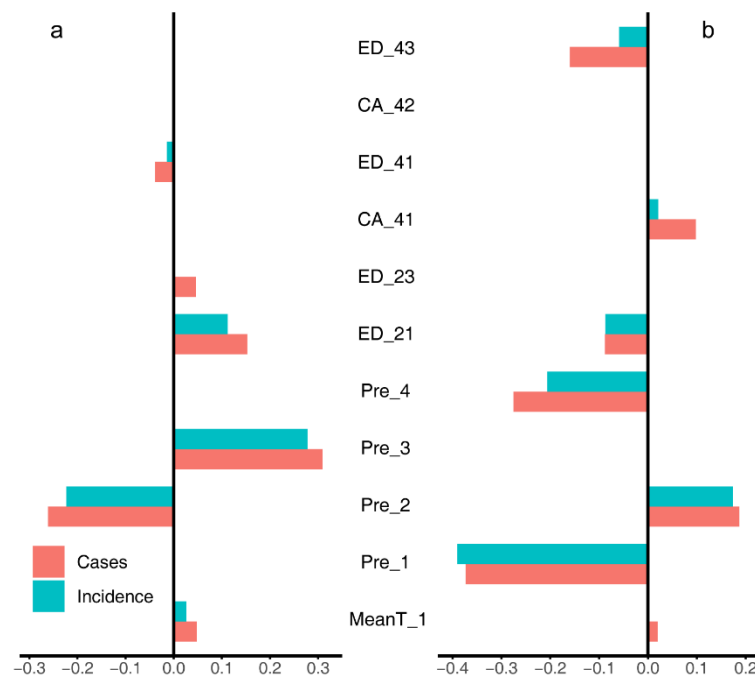 a
b
ED_43
CA_42
ED_41
CA_41
ED_23
ED_21
Pre_4
Pre_3
Pre_2
Pre_1
MeanT_1
Cases
Incidence
−0.3 −0.2 −0.1 0.0 0.1 0.2 0.3
−0.4 −0.3 −0.2 −0.1 0.0 0.1 0.2